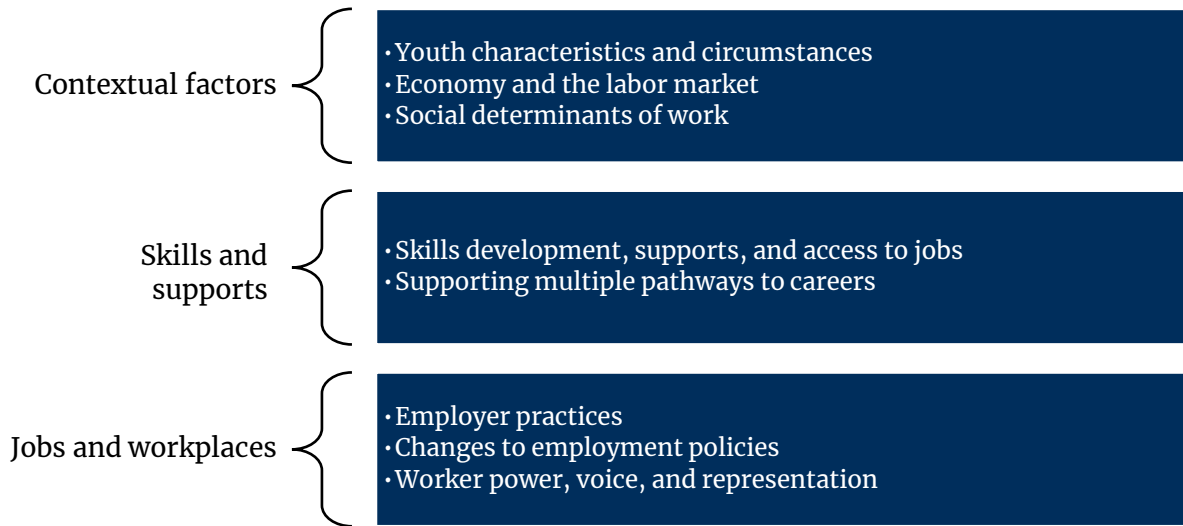 Contextual factors
• Youth characteristics and circumstances
• Economy and the labor market
• Social determinants of work
Skills and
supports
• Skills development, supports, and access to jobs
• Supporting multiple pathways to careers
Jobs and workplaces
• Employer practices
• Changes to employment policies
• Worker power, voice, and representation